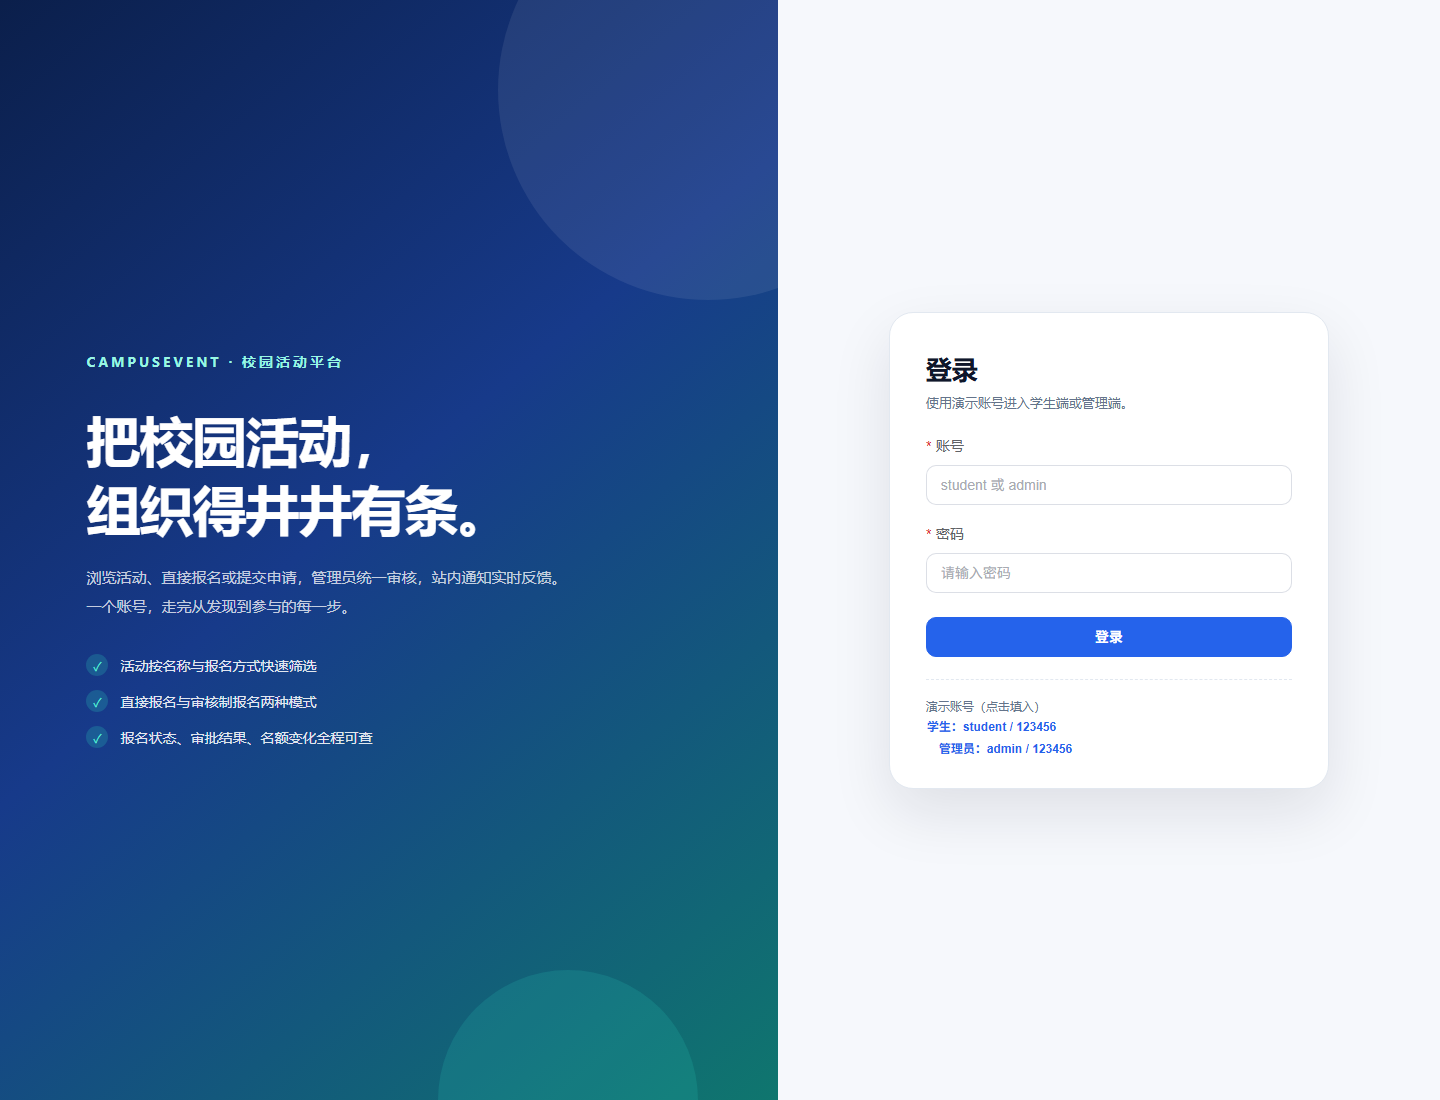 CAMPUSEVENT · 校园活动平台
把校园活动，
组织得井井有条。
浏览活动、直接报名或提交申请，管理员统一审核，站内通知实时反馈。
一个账号，走完从发现到参与的每一步。
✓ 活动按名称与报名方式快速筛选
✓ 直接报名与审核制报名两种模式
✓ 报名状态、审批结果、名额变化全程可查
登录
使用演示账号进入学生端或管理端。
* 账号
student 或 admin
* 密码
请输入密码
登录
演示账号（点击填入）
学生：student / 123456
管理员：admin / 123456